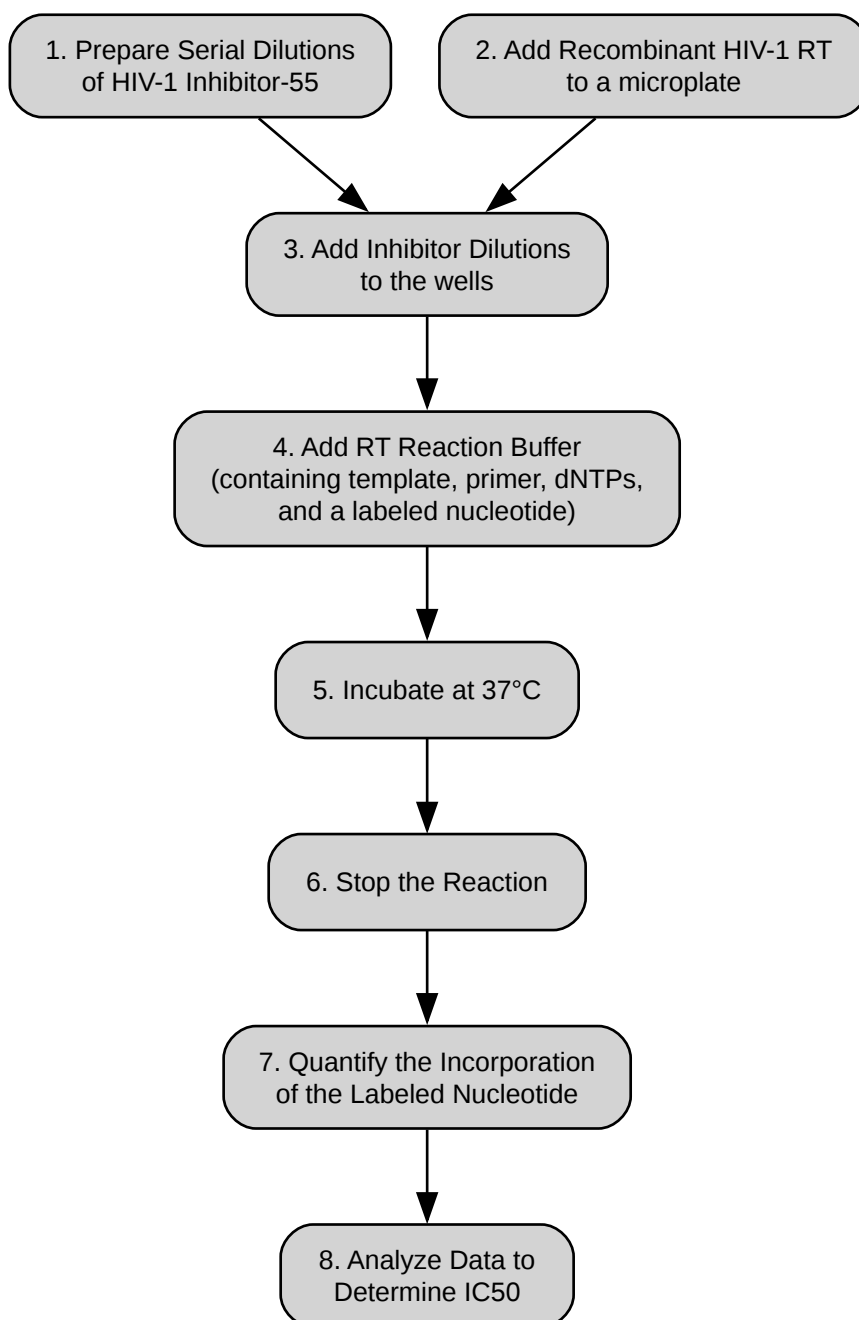 1. Prepare Serial Dilutions
of HIV-1 Inhibitor-55
2. Add Recombinant HIV-1 RT
to a microplate
3. Add Inhibitor Dilutions
to the wells
4. Add RT Reaction Buffer
(containing template, primer, dNTPs,
and a labeled nucleotide)
5. Incubate at 37°C
6. Stop the Reaction
7. Quantify the Incorporation
of the Labeled Nucleotide
8. Analyze Data to
Determine IC50